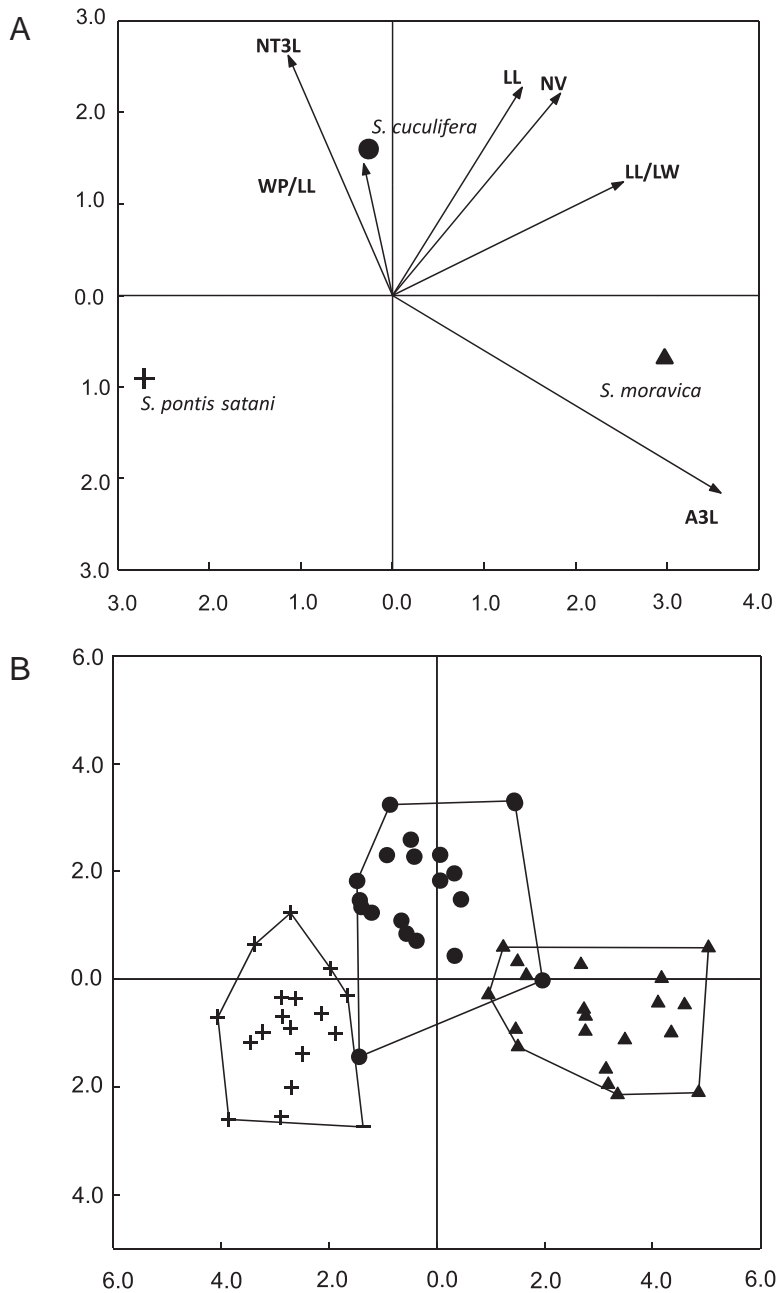 A
3.0
NT3L
LL
NV
2.0
S. cuculifera
WP/LL
LL/LW
1.0
0.0
1.0
S. moravica
S. pontis satani
2.0
A3L
3.0
3.0 2.0 1.0 0.0 1.0 2.0 3.0 4.0
B
6.0
4.0
2.0
0.0
2.0
4.0
6.0 4.0 2.0 0.0 2.0 4.0 6.0